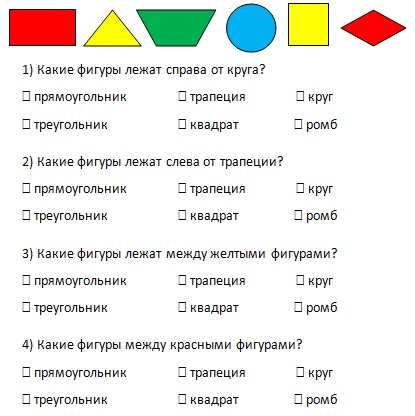 1) Какие фигуры лежат справа от круга?
☐ прямоугольник ☐ трапеция ☐ круг
☐ треугольник ☐ квадрат ☐ ромб
2) Какие фигуры лежат слева от трапеции?
☐ прямоугольник ☐ трапеция ☐ круг
☐ треугольник ☐ квадрат ☐ ромб
3) Какие фигуры лежат между желтыми фигурами?
☐ прямоугольник ☐ трапеция ☐ круг
☐ треугольник ☐ квадрат ☐ ромб
4) Какие фигуры между красными фигурами?
☐ прямоугольник ☐ трапеция ☐ круг
☐ треугольник ☐ квадрат ☐ ромб